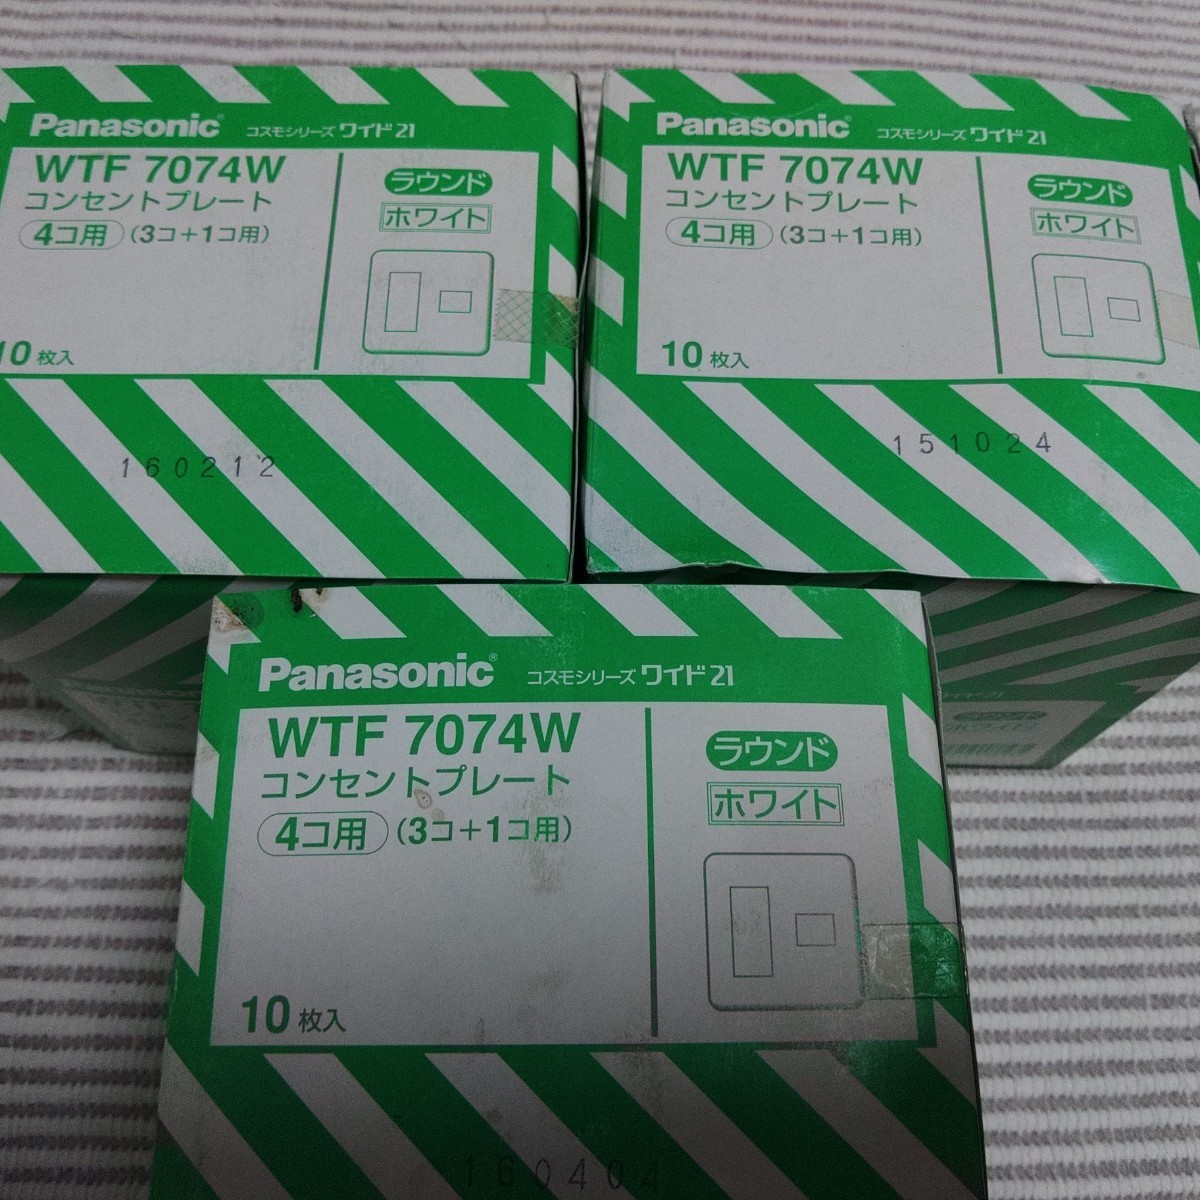 Panasonic コスモシリーズ ワイド21
WTF 7074W
コンセントプレート
4コ用 (3コ+1コ用)
10枚入
ラウンド
ホワイト
160212
Panasonic コスモシリーズ ワイド21
WTF 7074W
コンセントプレート
4コ用 (3コ+1コ用)
10枚入
ラウンド
ホワイト
151024
Panasonic® コスモシリーズ ワイド21
WTF 7074W
コンセントプレート
4コ用 (3コ+1コ用)
10枚入
ラウンド
ホワイト
160404